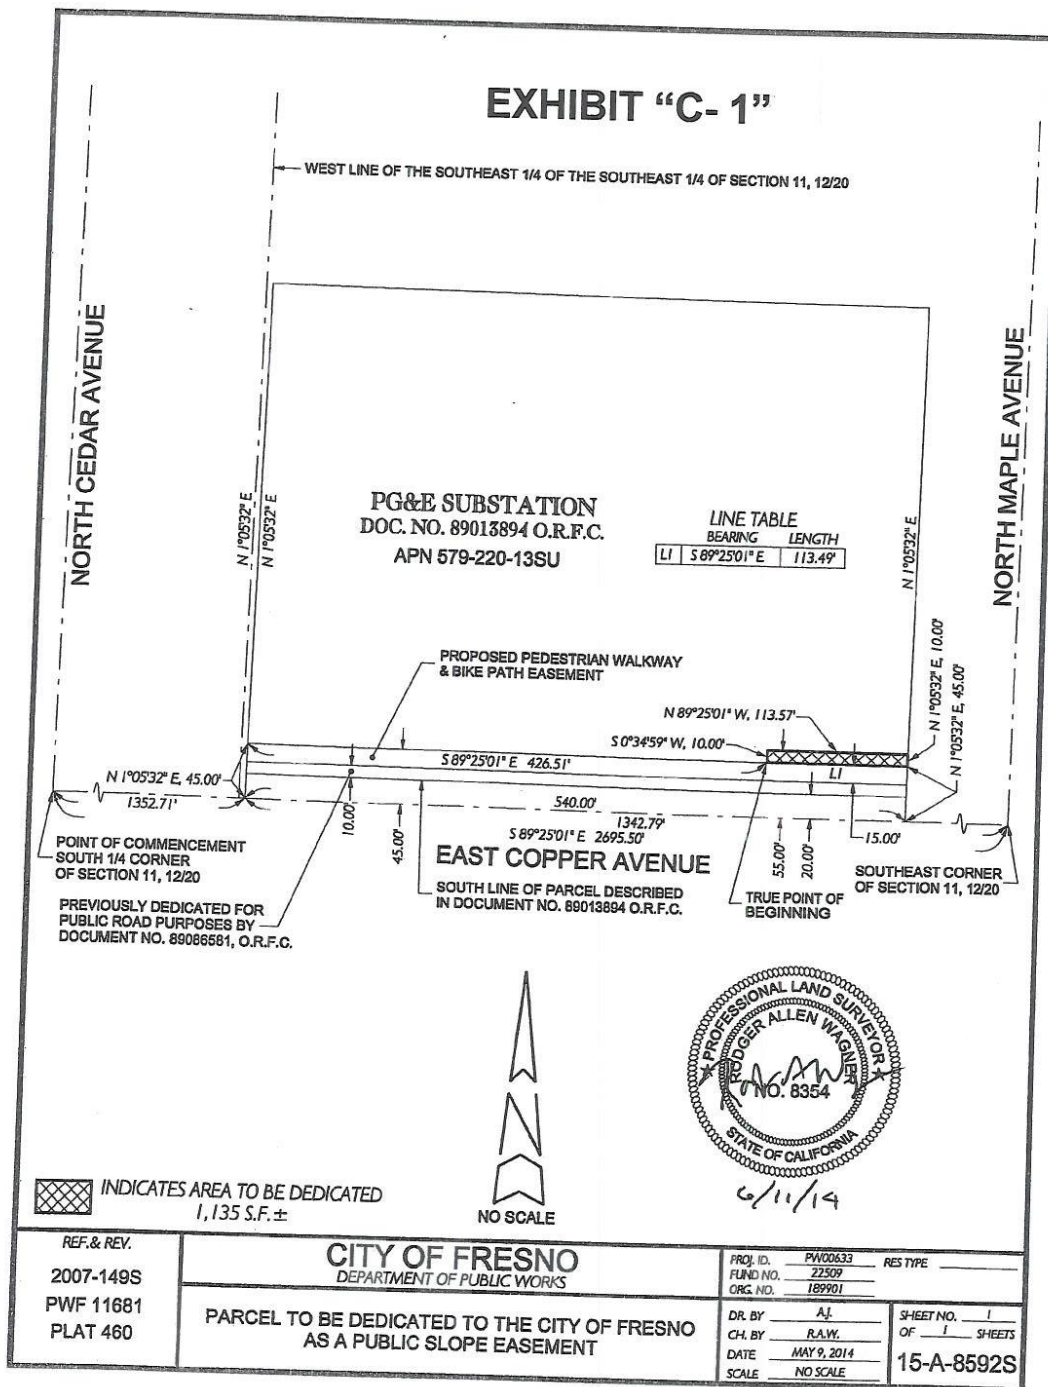 EXHIBIT "C- 1"
WEST LINE OF THE SOUTHEAST 1/4 OF THE SOUTHEAST 1/4 OF SECTION 11, 12/20
NORTH CEDAR AVENUE
NORTH MAPLE AVENUE
N 1°05'32" E
N 1°05'32" E
N 1°05'32" E
PG&E SUBSTATION
DOC. NO. 89013894 O.R.F.C.
APN 579-220-13SU
LINE TABLE
BEARING LENGTH
L1 S 89°25'01" E 113.49'
PROPOSED PEDESTRIAN WALKWAY
& BIKE PATH EASEMENT
N 89°25'01" W, 113.57'
S 0°34'59" W, 10.00'
N 1°05'32" E, 10.00'
N 1°05'32" E, 45.00'
S 89°25'01" E 426.51'
L1
N 1°05'32" E, 45.00'
1352.71'
10.00'
45.00'
540.00'
1342.79'
S 89°25'01" E 2695.50'
55.00'
20.00'
15.00'
EAST COPPER AVENUE
POINT OF COMMENCEMENT
SOUTH 1/4 CORNER
OF SECTION 11, 12/20
SOUTH LINE OF PARCEL DESCRIBED
IN DOCUMENT NO. 89013894 O.R.F.C.
TRUE POINT OF
BEGINNING
SOUTHEAST CORNER
OF SECTION 11, 12/20
PREVIOUSLY DEDICATED FOR
PUBLIC ROAD PURPOSES BY
DOCUMENT NO. 89086581, O.R.F.C.
PROFESSIONAL LAND SURVEYOR
RODGER ALLEN WAGNER
NO. 8354
STATE OF CALIFORNIA
6/11/14
INDICATES AREA TO BE DEDICATED
1,135 S.F.±
N
NO SCALE
REF.& REV.
2007-149S
PWF 11681
PLAT 460
CITY OF FRESNO
DEPARTMENT OF PUBLIC WORKS
PARCEL TO BE DEDICATED TO THE CITY OF FRESNO
AS A PUBLIC SLOPE EASEMENT
PROJ. ID. PW00633 RES TYPE
FUND NO. 22509
ORG. NO. 189901
DR. BY A.J.
CH. BY R.A.W.
DATE MAY 9, 2014
SCALE NO SCALE
SHEET NO. 1
OF 1 SHEETS
15-A-8592S